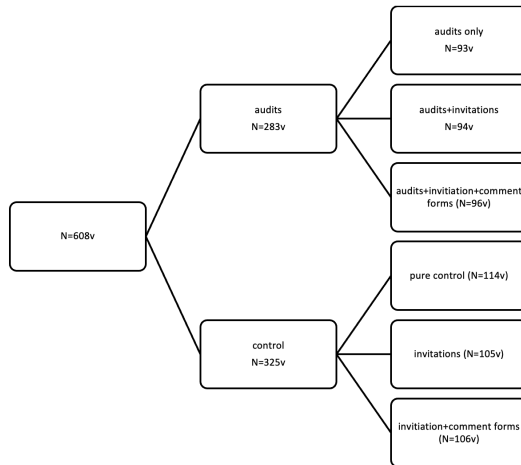 N=608v
audits
N=283v
control
N=325v
audits only
N=93v
audits+invitations
N=94v
audits+invitiation+comment
forms (N=96v)
pure control (N=114v)
invitations (N=105v)
invitiation+comment forms
(N=106v)